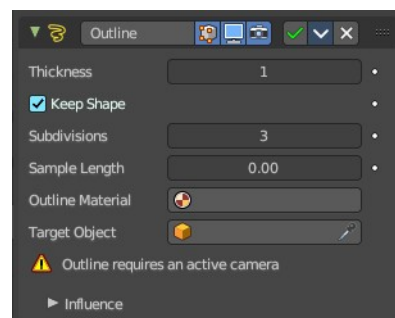 Outline
Thickness 1
Keep Shape
Subdivisions 3
Sample Length 0.00
Outline Material
Target Object
Outline requires an active camera
Influence